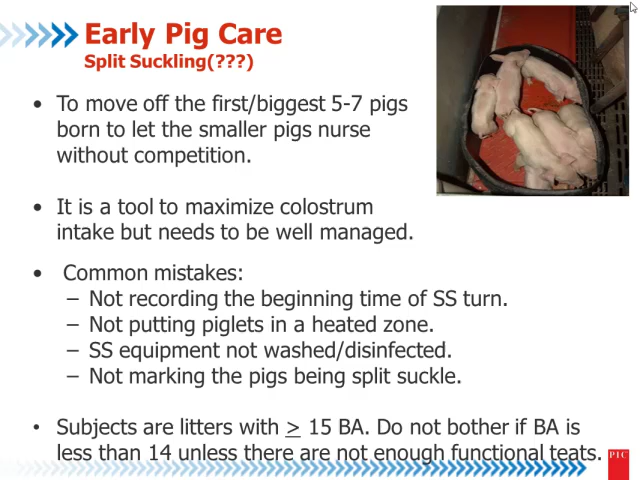 Early Pig Care
Split Suckling(???)
• To move off the first/biggest 5-7 pigs
born to let the smaller pigs nurse
without competition.
• It is a tool to maximize colostrum
intake but needs to be well managed.
• Common mistakes:
– Not recording the beginning time of SS turn.
– Not putting piglets in a heated zone.
– SS equipment not washed/disinfected.
– Not marking the pigs being split suckle.
• Subjects are litters with > 15 BA. Do not bother if BA is
less than 14 unless there are not enough functional teats.
PIC